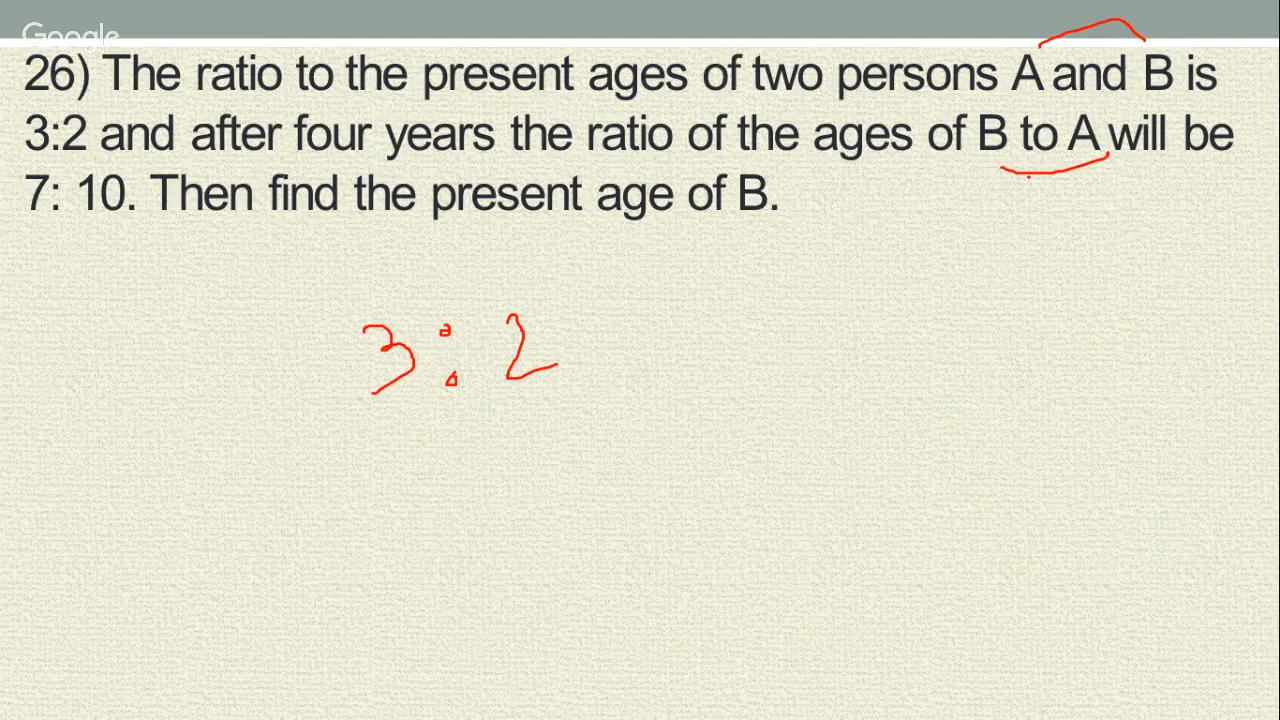 Google
26) The ratio to the present ages of two persons A and B is
3:2 and after four years the ratio of the ages of B to A will be
7: 10. Then find the present age of B.
3 : 2